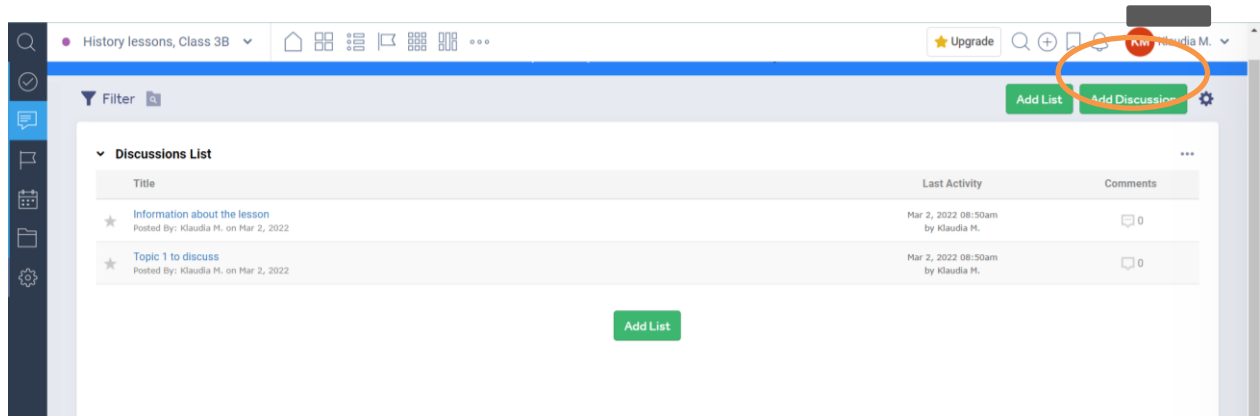 History lessons, Class 3B
Upgrade
KM Klaudia M.
Filter
Add List
Add Discussion
Discussions List
Title Last Activity Comments
Information about the lesson
Posted By: Klaudia M. on Mar 2, 2022
Mar 2, 2022 08:50am
by Klaudia M.
0
Topic 1 to discuss
Posted By: Klaudia M. on Mar 2, 2022
Mar 2, 2022 08:50am
by Klaudia M.
0
Add List